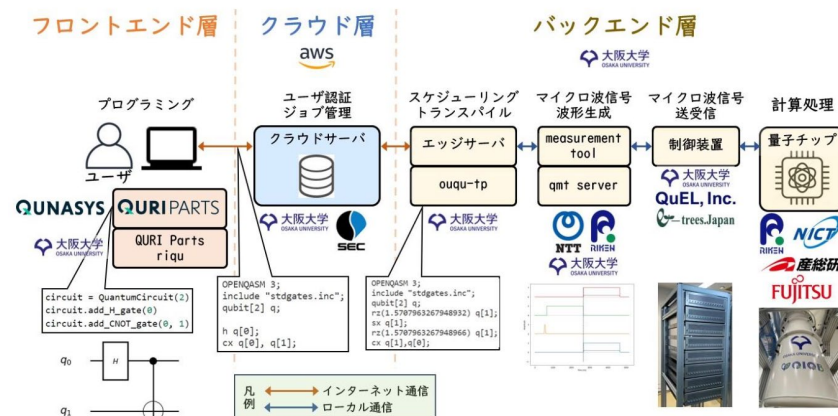 フロントエンド層
クラウド層
バックエンド層
aws
大阪大学
OSAKA UNIVERSITY
プログラミング
ユーザ認証
ジョブ管理
スケジューリング
トランスパイル
マイクロ波信号
波形生成
マイクロ波信号
送受信
計算処理
ユーザ
クラウドサーバ
エッジサーバ
ouqu-tp
measurement
tool
qmt server
制御装置
量子チップ
QUNASYS
大阪大学
OSAKA UNIVERSITY
QURI PARTS
QURI Parts
riqu
大阪大学
OSAKA UNIVERSITY
SEC
大阪大学
OSAKA UNIVERSITY
NTT
RIKEN
大阪大学
OSAKA UNIVERSITY
大阪大学
OSAKA UNIVERSITY
QuEL, Inc.
e-trees.Japan
RIKEN
NICT
産総研
FUJITSU
circuit = QuantumCircuit(2)
circuit.add_H_gate(0)
circuit.add_CNOT_gate(0, 1)
OPENQASM 3;
include "stdgates.inc";
qubit[2] q;
h q[0];
cx q[0], q[1];
OPENQASM 3;
include "stdgates.inc";
qubit[2] q;
rz(1.5707963267948932) q[1];
sx q[1];
rz(1.5707963267948966) q[1];
cx q[1],q[0];
q0
H
q1
凡例
インターネット通信
ローカル通信